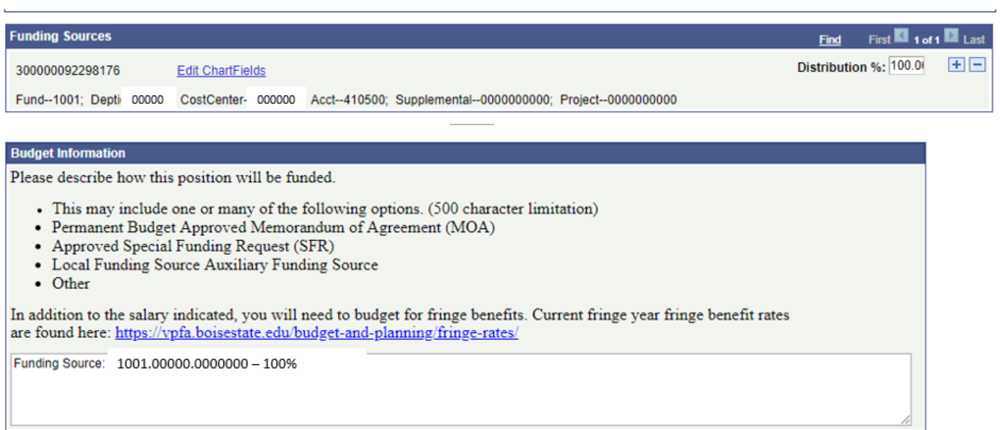 Funding Sources Find First 1 of 1 Last
300000092298176 Edit ChartFields Distribution %: 100.0
Fund--1001; Depti 00000 CostCenter- 000000 Acct--410500; Supplemental--0000000000; Project--0000000000
Budget Information
Please describe how this position will be funded.
• This may include one or many of the following options. (500 character limitation)
• Permanent Budget Approved Memorandum of Agreement (MOA)
• Approved Special Funding Request (SFR)
• Local Funding Source Auxiliary Funding Source
• Other
In addition to the salary indicated, you will need to budget for fringe benefits. Current fringe year fringe benefit rates
are found here: https://vpfa.boisestate.edu/budget-and-planning/fringe-rates/
Funding Source: 1001.00000.0000000 – 100%